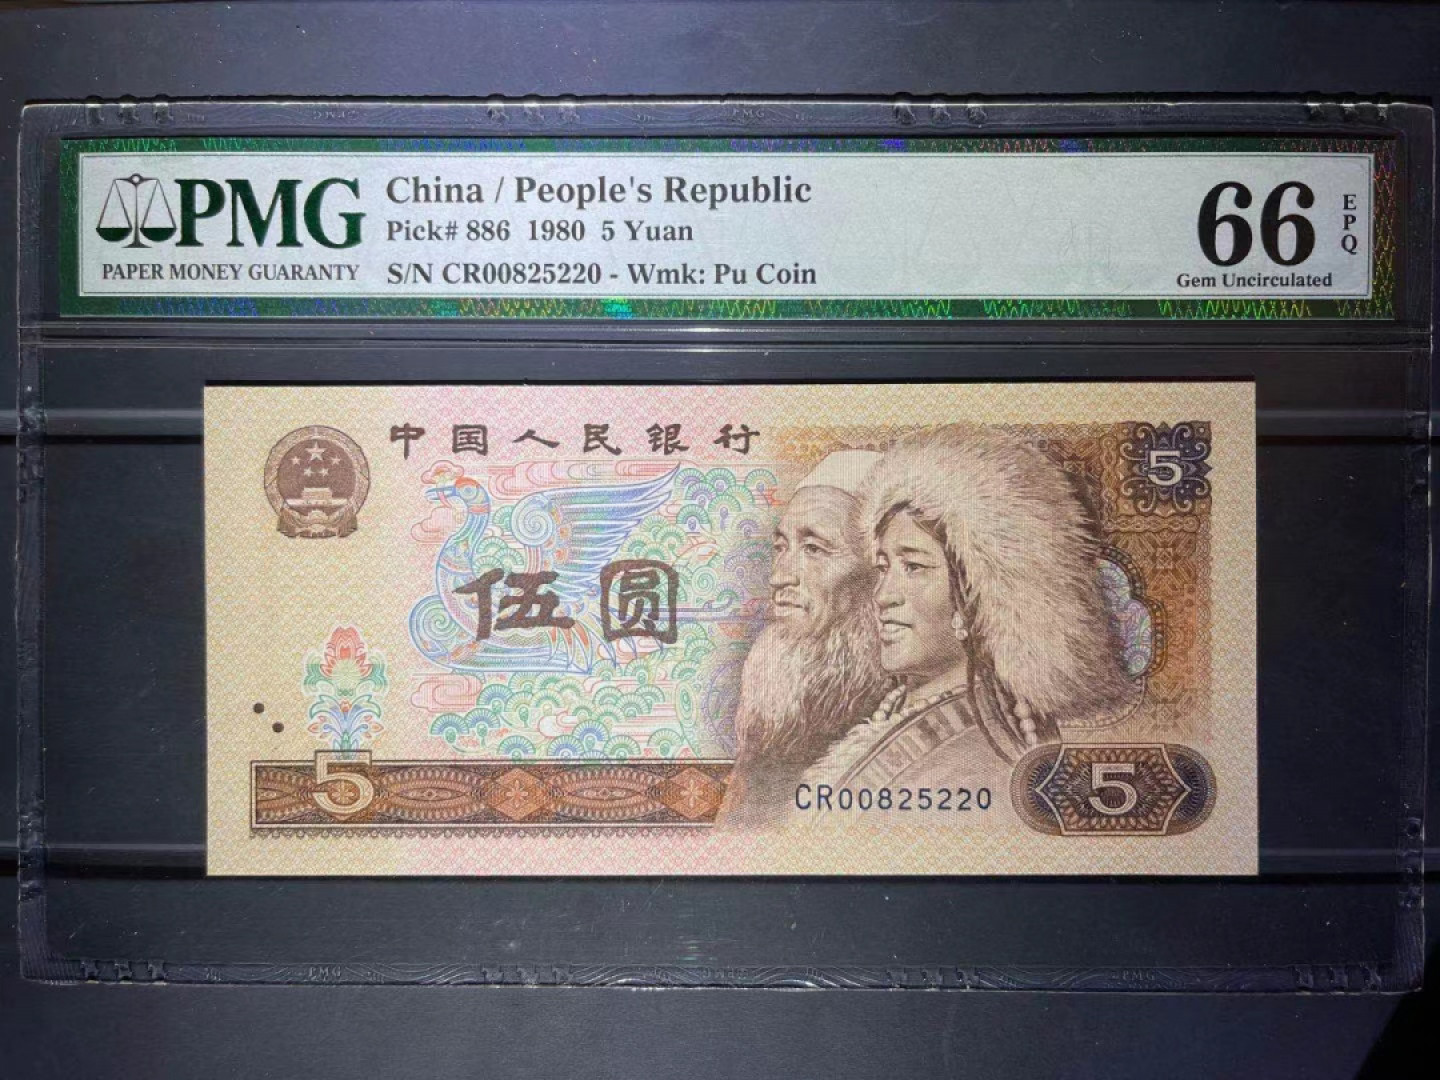 PMG
PAPER MONEY GUARANTY
China / People's Republic
Pick# 886 1980 5 Yuan
S/N CR00825220 - Wmk: Pu Coin
66
EPQ
Gem Uncirculated
中国人民银行
5
伍圆
5
CR00825220
5